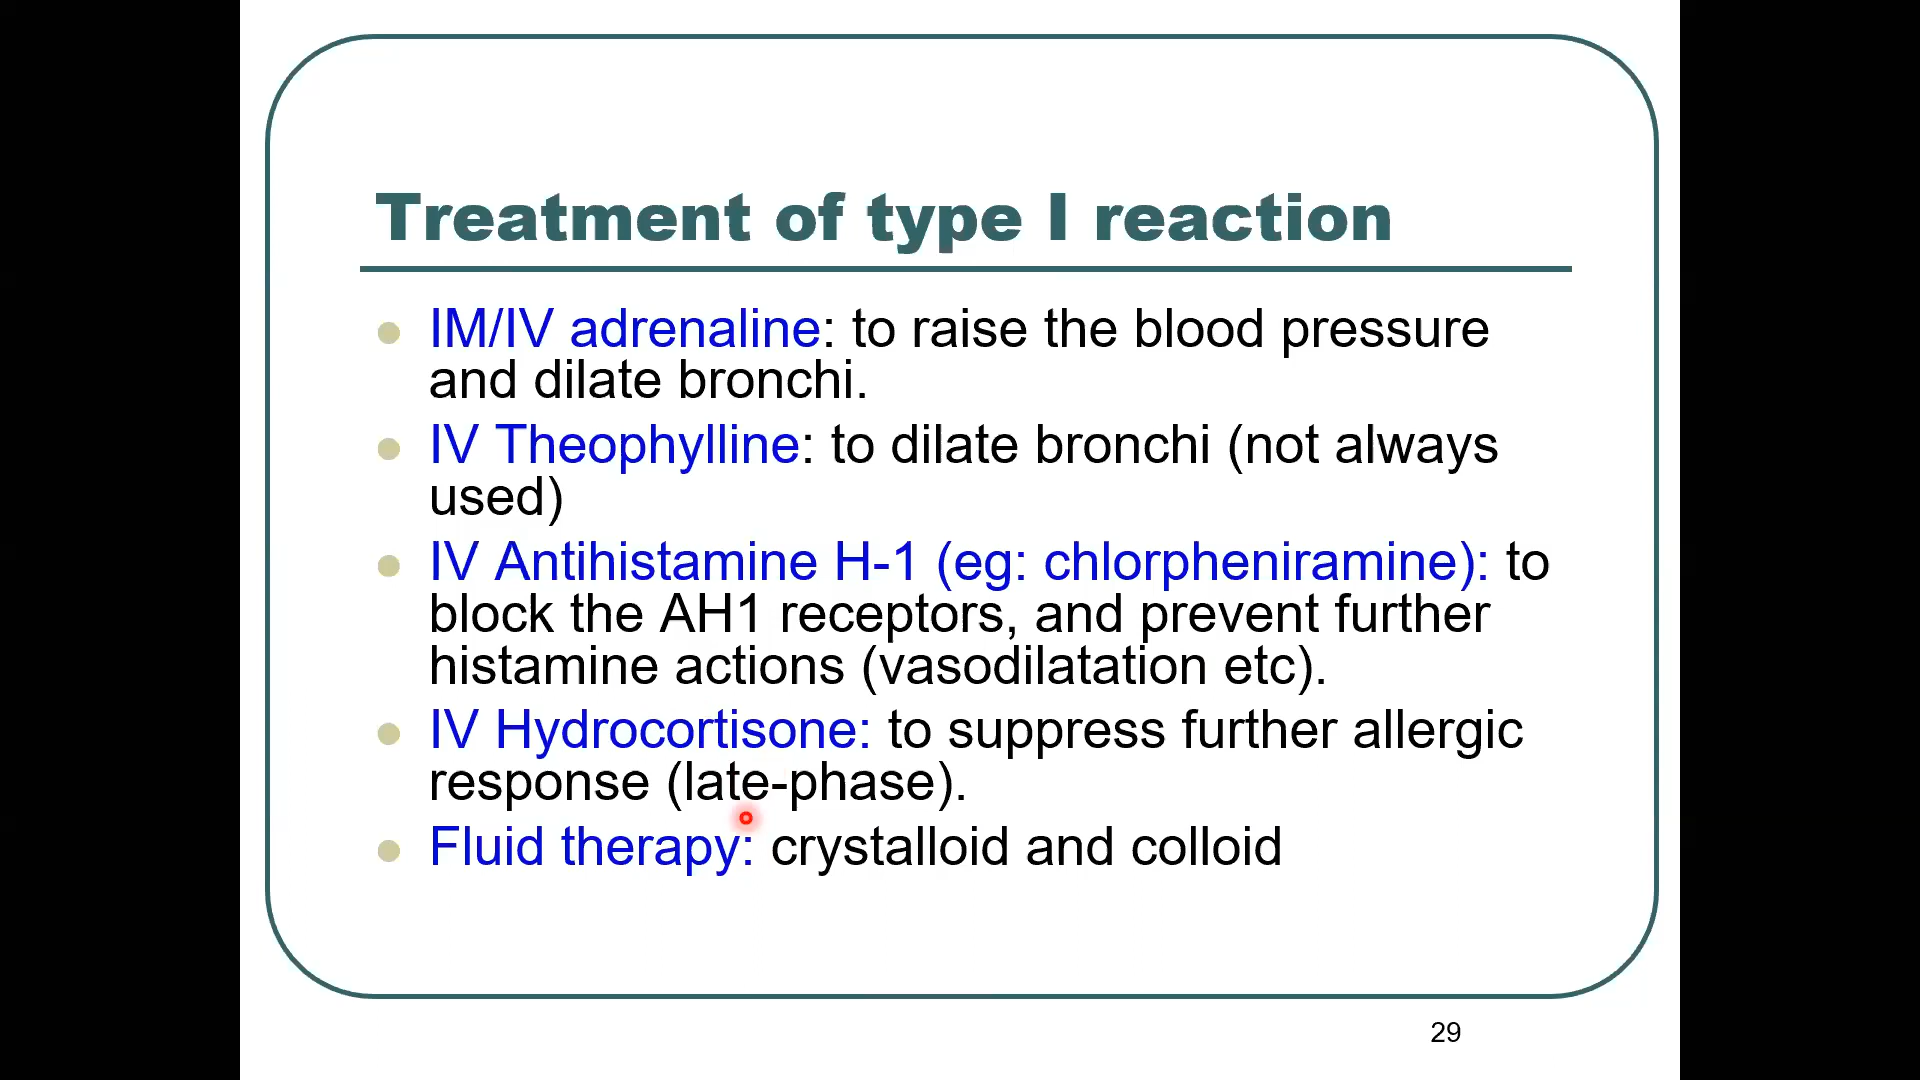 Treatment of type I reaction
IM/IV adrenaline: to raise the blood pressure
and dilate bronchi.
IV Theophylline: to dilate bronchi (not always
used)
IV Antihistamine H-1 (eg: chlorpheniramine): to
block the AH1 receptors, and prevent further
histamine actions (vasodilatation etc).
IV Hydrocortisone: to suppress further allergic
response (late-phase).
Fluid therapy: crystalloid and colloid
29